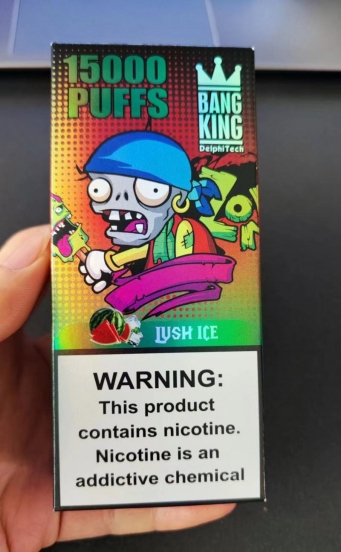 15000
PUFFS
BANG
KING
DelphiTech
LUSH ICE
WARNING:
This product
contains nicotine.
Nicotine is an
addictive chemical